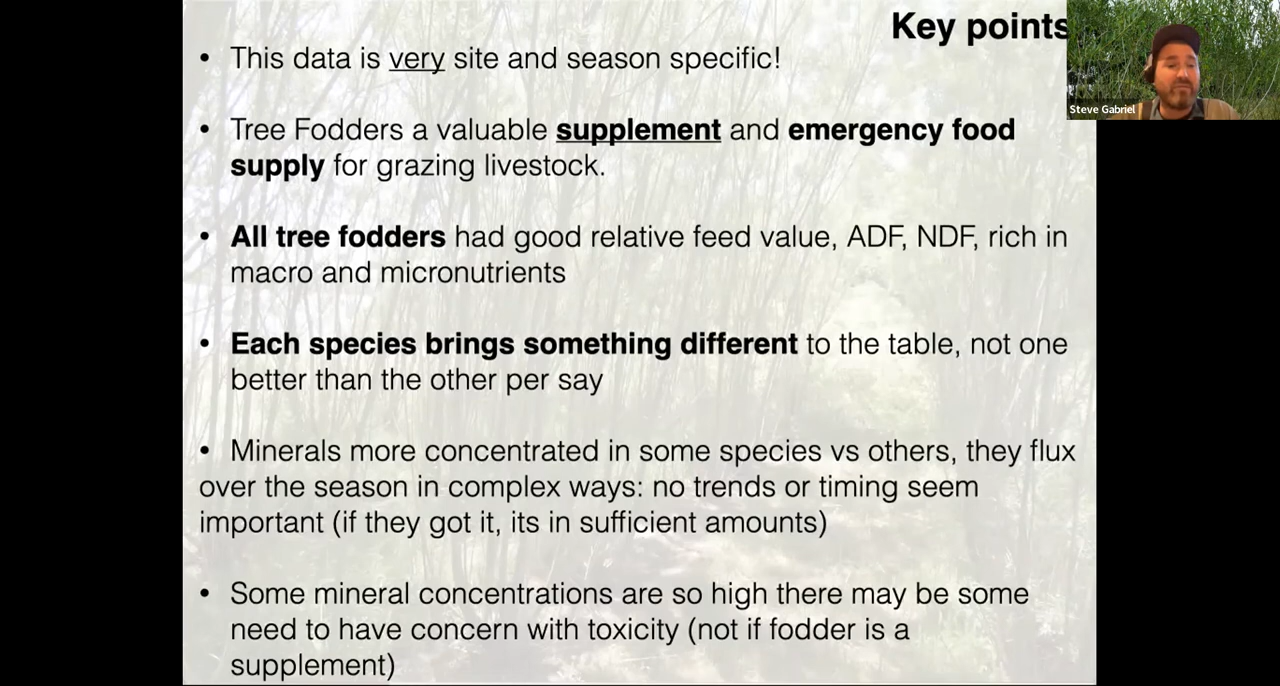 Key points
• This data is very site and season specific!
Steve Gabriel
• Tree Fodders a valuable supplement and emergency food
supply for grazing livestock.
• All tree fodders had good relative feed value, ADF, NDF, rich in
macro and micronutrients
• Each species brings something different to the table, not one
better than the other per say
• Minerals more concentrated in some species vs others, they flux
over the season in complex ways: no trends or timing seem
important (if they got it, its in sufficient amounts)
• Some mineral concentrations are so high there may be some
need to have concern with toxicity (not if fodder is a
supplement)